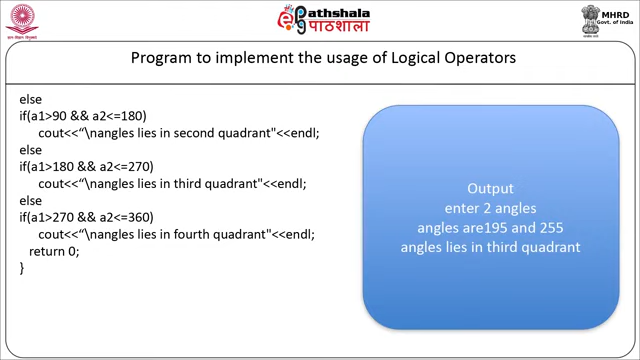 Pathshala
पाठशाला
MHRD
Govt. of India
Program to implement the usage of Logical Operators
else
if(a1>90 && a2<=180)
cout<<“\nangles lies in second quadrant"<<endl;
else
if(a1>180 && a2<=270)
cout<<“\nangles lies in third quadrant"<<endl;
else
if(a1>270 && a2<=360)
cout<<“\nangles lies in fourth quadrant"<<endl;
return 0;
}
Output
enter 2 angles
angles are195 and 255
angles lies in third quadrant